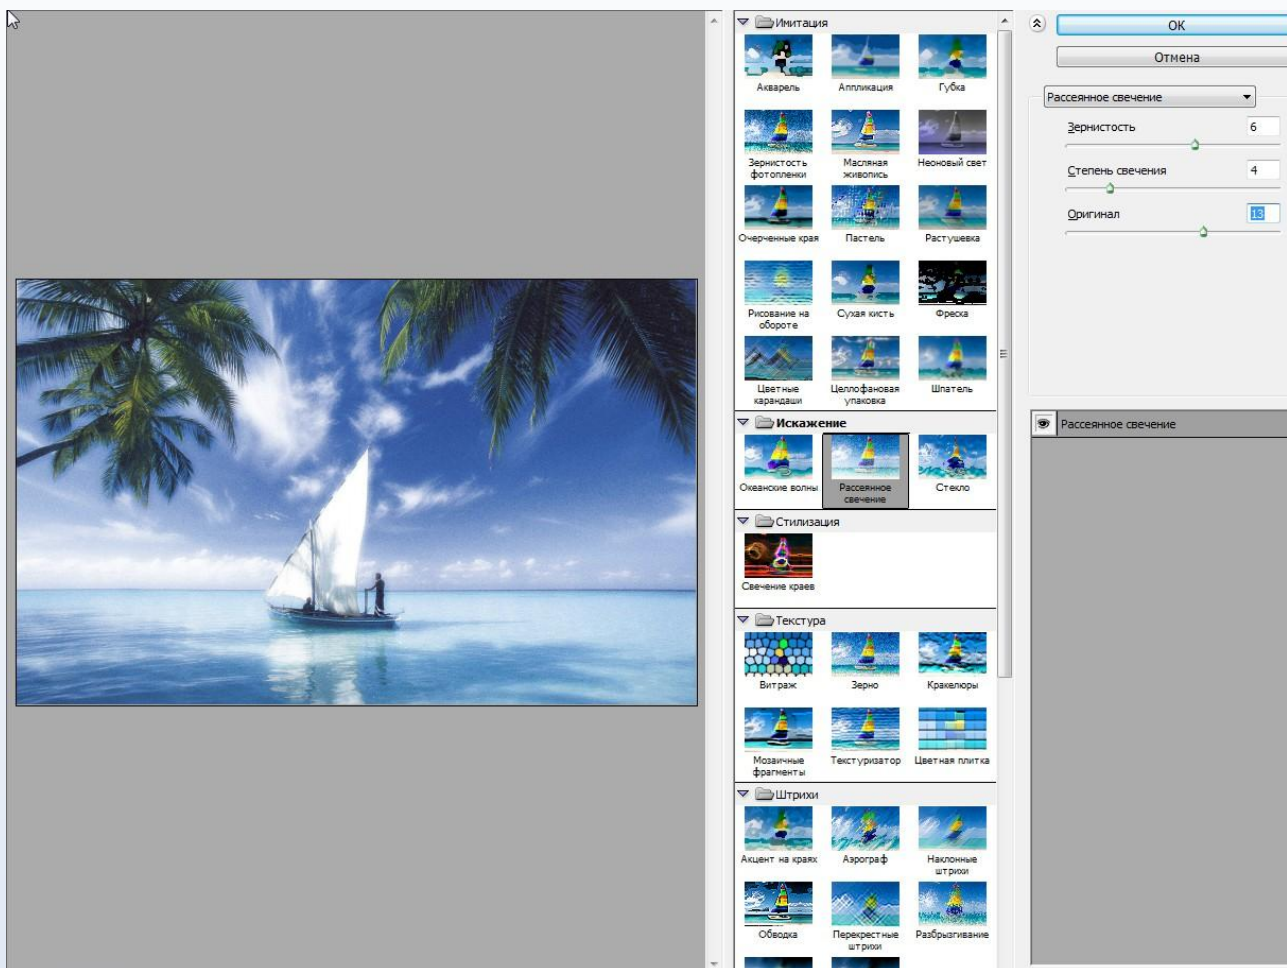 Имитация
Акварель
Аппликация
Губка
Зернистость
фотопленки
Масляная
живопись
Неоновый свет
Очерченные края
Пастель
Растушевка
Рисование на
обороте
Сухая кисть
Фреска
Цветные
карандаши
Целлофановая
упаковка
Шпатель
Искажение
Океанские волны
Рассеянное
свечение
Стекло
Стилизация
Свечение краев
Текстура
Витраж
Зерно
Кракелюры
Мозаичные
фрагменты
Текстуризатор
Цветная плитка
Штрихи
Акцент на краях
Аэрограф
Наклонные
штрихи
Обводка
Перекрестные
штрихи
Разбрызгивание
ОК
Отмена
Рассеянное свечение
Зернистость 6
Степень свечения 4
Оригинал 13
Рассеянное свечение